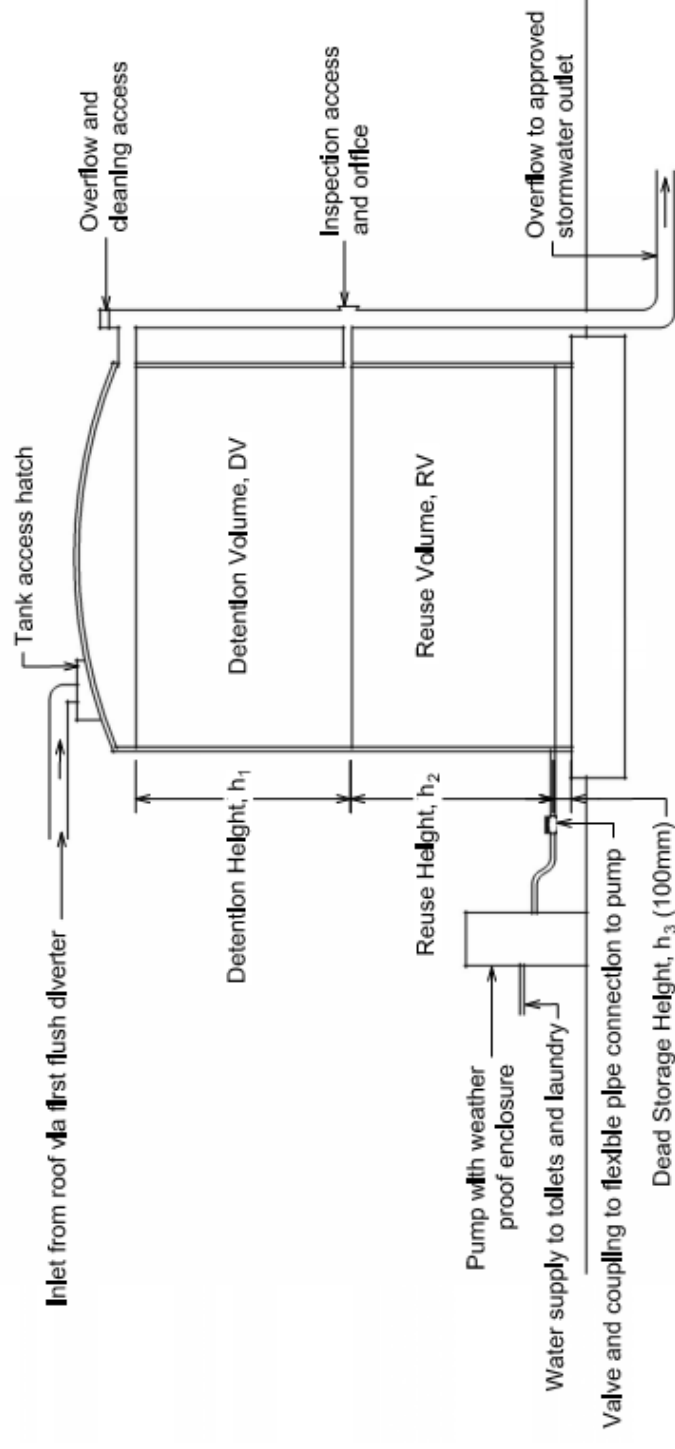 Inlet from roof via first flush diverter
Tank access hatch
Overflow and
cleaning access
Detention Height, h₁
Detention Volume, DV
Inspection access
and orifice
Reuse Height, h₂
Reuse Volume, RV
Pump with weather
proof enclosure
Water supply to toilets and laundry
Valve and coupling to flexible pipe connection to pump
Dead Storage Height, h₃ (100mm)
Overflow to approved
stormwater outlet